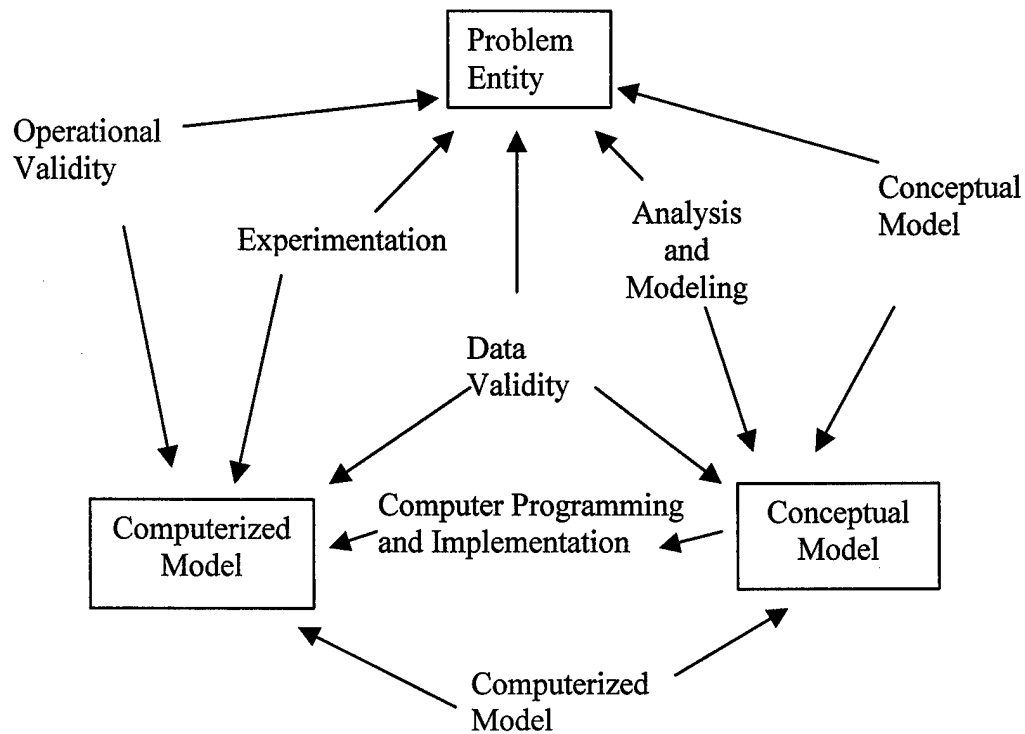 Problem
Entity
Operational
Validity
Conceptual
Model
Analysis
and
Modeling
Experimentation
Data
Validity
Computer Programming
and Implementation
Computerized
Model
Conceptual
Model
Computerized
Model